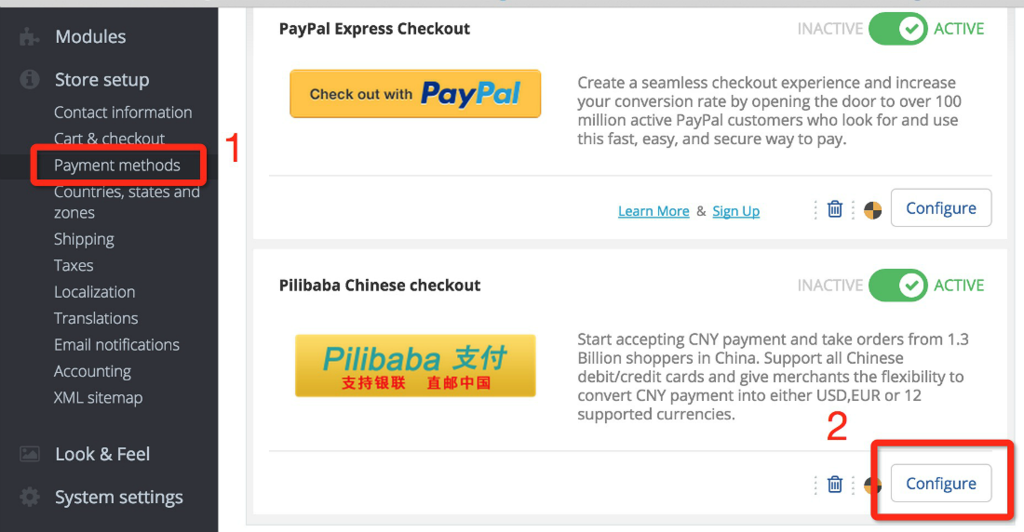 Modules
Store setup
Contact information
Cart & checkout
Payment methods
1
Countries, states and
zones
Shipping
Taxes
Localization
Translations
Email notifications
Accounting
XML sitemap
Look & Feel
System settings
PayPal Express Checkout
INACTIVE
ACTIVE
Check out with PayPal
Create a seamless checkout experience and increase
your conversion rate by opening the door to over 100
million active PayPal customers who look for and use
this fast, easy, and secure way to pay.
Learn More & Sign Up
Configure
Pilibaba Chinese checkout
INACTIVE
ACTIVE
Pilibaba 支付
支持银联 直邮中国
Start accepting CNY payment and take orders from 1.3
Billion shoppers in China. Support all Chinese
debit/credit cards and give merchants the flexibility to
convert CNY payment into either USD,EUR or 12
supported currencies.
2
Configure